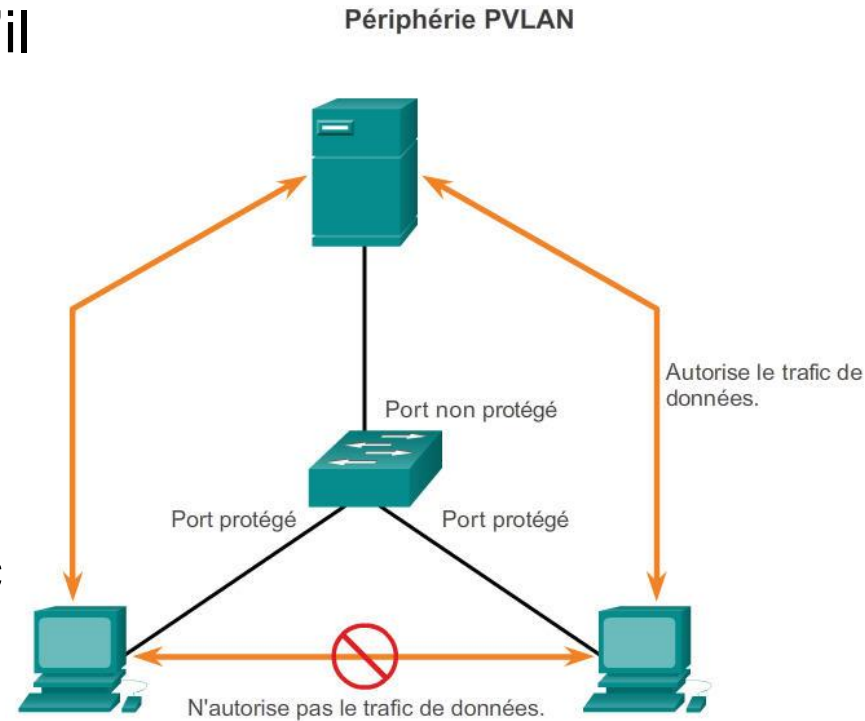 Périphérie PVLAN
'il
Autorise le trafic de
données.
Port non protégé
Port protégé
Port protégé
N'autorise pas le trafic de données.